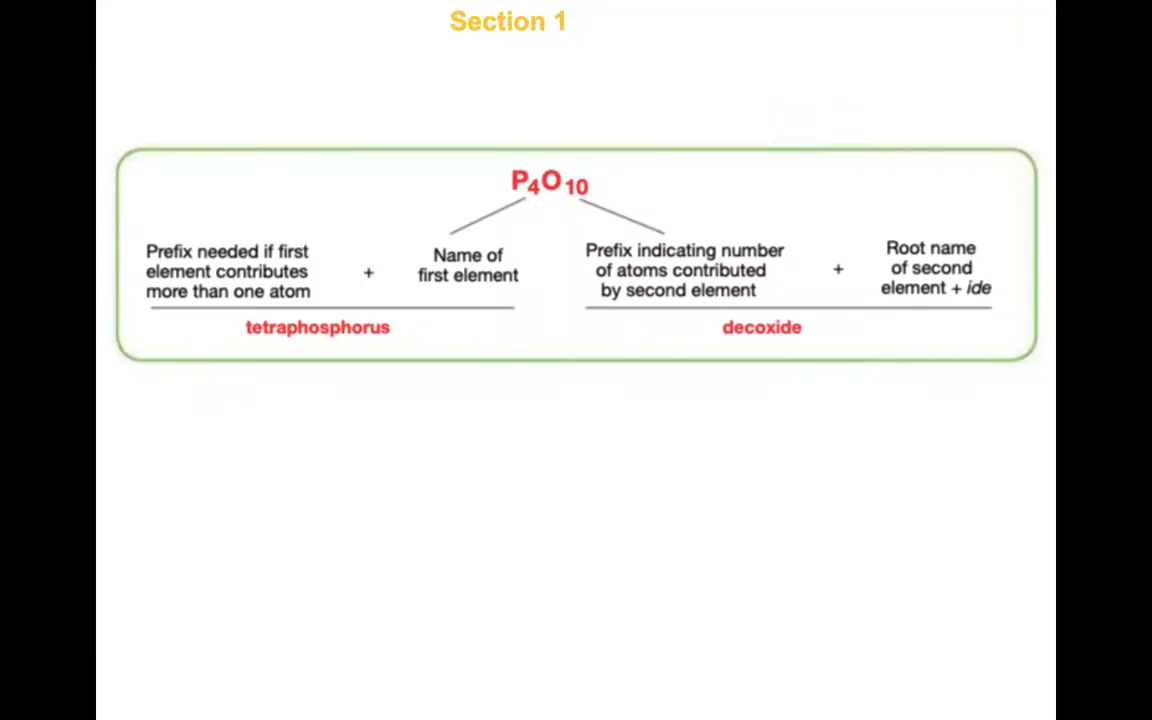 Section 1
P₄O₁₀
Prefix needed if first
element contributes
more than one atom
+
Name of
first element
tetraphosphorus
Prefix indicating number
of atoms contributed
by second element
+
Root name
of second
element + ide
decoxide